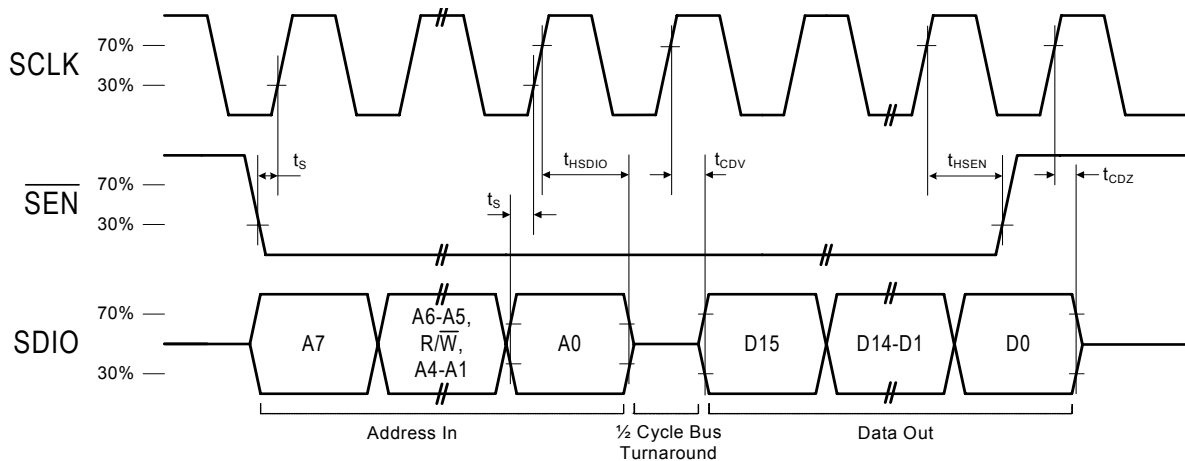 SCLK
70%
30%
SEN
70%
30%
tS
tS
tHSDIO
tCDV
tHSEN
tCDZ
SDIO
70%
30%
A7
A6-A5,
R/W,
A4-A1
A0
D15
D14-D1
D0
Address In
½ Cycle Bus
Turnaround
Data Out